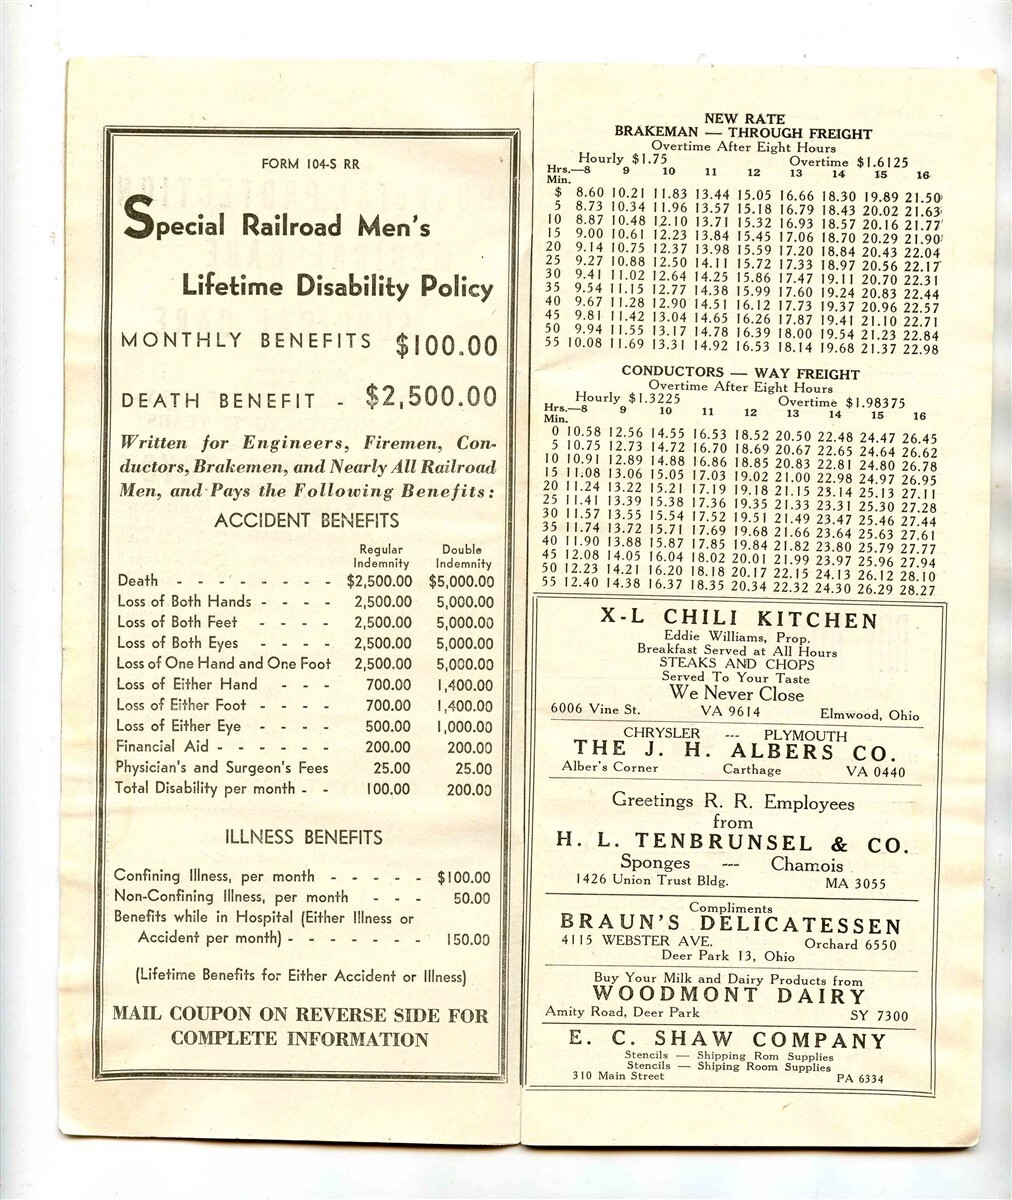 FORM 104-S RR
Special Railroad Men's
Lifetime Disability Policy
MONTHLY BENEFITS $100.00
DEATH BENEFIT - $2,500.00
Written for Engineers, Firemen, Con-
ductors, Brakemen, and Nearly All Railroad
Men, and Pays the Following Benefits:
ACCIDENT BENEFITS
Regular Double
Indemnity Indemnity
Death - - - - - - - - $2,500.00 $5,000.00
Loss of Both Hands - - - - 2,500.00 5,000.00
Loss of Both Feet - - - - 2,500.00 5,000.00
Loss of Both Eyes - - - - 2,500.00 5,000.00
Loss of One Hand and One Foot 2,500.00 5,000.00
Loss of Either Hand - - - 700.00 1,400.00
Loss of Either Foot - - - - 700.00 1,400.00
Loss of Either Eye - - - - 500.00 1,000.00
Financial Aid - - - - - - 200.00 200.00
Physician's and Surgeon's Fees 25.00 25.00
Total Disability per month - - 100.00 200.00
ILLNESS BENEFITS
Confining Illness, per month - - - - - $100.00
Non-Confining Illness, per month - - - 50.00
Benefits while in Hospital (Either Illness or
Accident per month) - - - - - - - 150.00
(Lifetime Benefits for Either Accident or Illness)
MAIL COUPON ON REVERSE SIDE FOR
COMPLETE INFORMATION
NEW RATE
BRAKEMAN — THROUGH FREIGHT
Overtime After Eight Hours
Hourly $1.75 Overtime $1.6125
Hrs.—8 9 10 11 12 13 14 15 16
Min.
$ 8.60 10.21 11.83 13.44 15.05 16.66 18.30 19.89 21.50
5 8.73 10.34 11.96 13.57 15.18 16.79 18.43 20.02 21.63
10 8.87 10.48 12.10 13.71 15.32 16.93 18.57 20.16 21.77
15 9.00 10.61 12.23 13.84 15.45 17.06 18.70 20.29 21.90
20 9.14 10.75 12.37 13.98 15.59 17.20 18.84 20.43 22.04
25 9.27 10.88 12.50 14.11 15.72 17.33 18.97 20.56 22.17
30 9.41 11.02 12.64 14.25 15.86 17.47 19.11 20.70 22.31
35 9.54 11.15 12.77 14.38 15.99 17.60 19.24 20.83 22.44
40 9.67 11.28 12.90 14.51 16.12 17.73 19.37 20.96 22.57
45 9.81 11.42 13.04 14.65 16.26 17.87 19.41 21.10 22.71
50 9.94 11.55 13.17 14.78 16.39 18.00 19.54 21.23 22.84
55 10.08 11.69 13.31 14.92 16.53 18.14 19.68 21.37 22.98
CONDUCTORS — WAY FREIGHT
Overtime After Eight Hours
Hourly $1.3225 Overtime $1.98375
Hrs.—8 9 10 11 12 13 14 15 16
Min.
0 10.58 12.56 14.55 16.53 18.52 20.50 22.48 24.47 26.45
5 10.75 12.73 14.72 16.70 18.69 20.67 22.65 24.64 26.62
10 10.91 12.89 14.88 16.86 18.85 20.83 22.81 24.80 26.78
15 11.08 13.06 15.05 17.03 19.02 21.00 22.98 24.97 26.95
20 11.24 13.22 15.21 17.19 19.18 21.15 23.14 25.13 27.11
25 11.41 13.39 15.38 17.36 19.35 21.33 23.31 25.30 27.28
30 11.57 13.55 15.54 17.52 19.51 21.49 23.47 25.46 27.44
35 11.74 13.72 15.71 17.69 19.68 21.66 23.64 25.63 27.61
40 11.90 13.88 15.87 17.85 19.84 21.82 23.80 25.79 27.77
45 12.08 14.05 16.04 18.02 20.01 21.99 23.97 25.96 27.94
50 12.23 14.21 16.20 18.18 20.17 22.15 24.13 26.12 28.10
55 12.40 14.38 16.37 18.35 20.34 22.32 24.30 26.29 28.27
X-L CHILI KITCHEN
Eddie Williams, Prop.
Breakfast Served at All Hours
STEAKS AND CHOPS
Served To Your Taste
We Never Close
6006 Vine St. VA 9614 Elmwood, Ohio
CHRYSLER --- PLYMOUTH
THE J. H. ALBERS CO.
Alber's Corner Carthage VA 0440
Greetings R. R. Employees
from
H. L. TENBRUNSEL & CO.
Sponges --- Chamois
1426 Union Trust Bldg. MA 3055
Compliments
BRAUN'S DELICATESSEN
4115 WEBSTER AVE. Orchard 6550
Deer Park 13, Ohio
Buy Your Milk and Dairy Products from
WOODMONT DAIRY
Amity Road, Deer Park SY 7300
E. C. SHAW COMPANY
Stencils — Shipping Rom Supplies
Stencils — Shiping Room Supplies
310 Main Street PA 6334